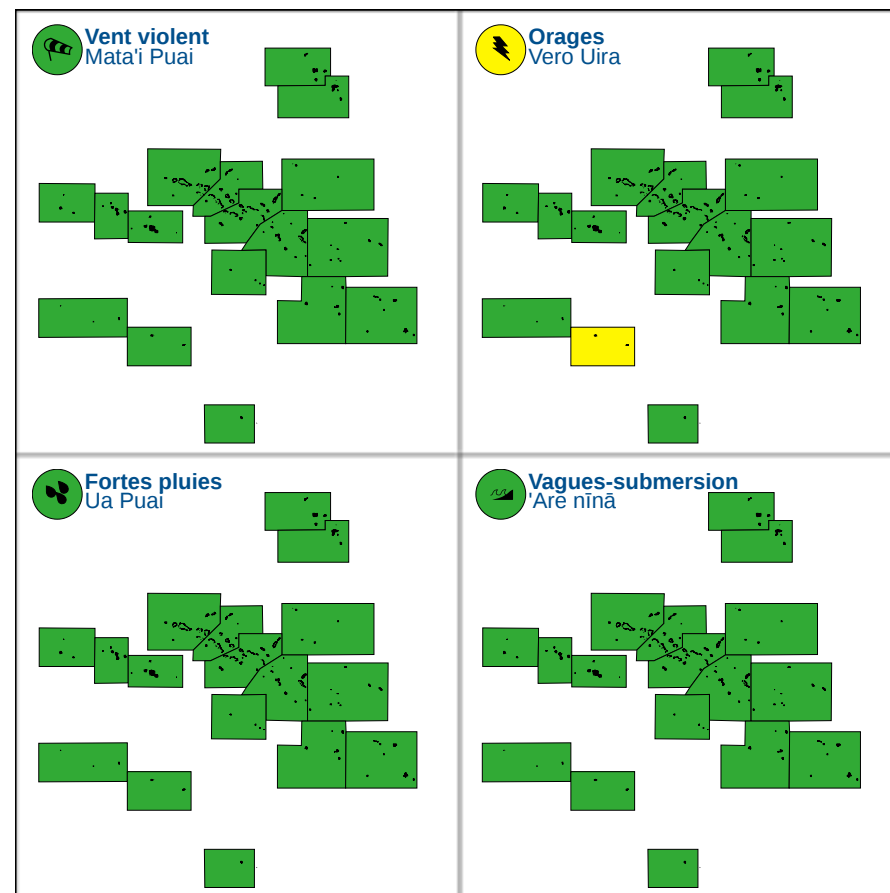 Vent violent
Mata'i Puai
Orages
Vero Uira
Fortes pluies
Ua Puai
Vagues-submersion
'Are nīnā